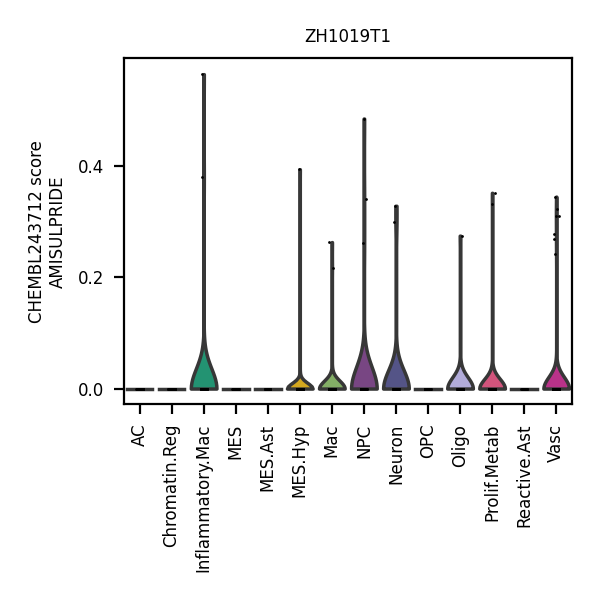 ZH1019T1
CHEMBL243712 score
AMISULPRIDE
0.4
0.2
0.0
AC
Chromatin.Reg
Inflammatory.Mac
MES
MES.Ast
MES.Hyp
Mac
NPC
Neuron
OPC
Oligo
Prolif.Metab
Reactive.Ast
Vasc